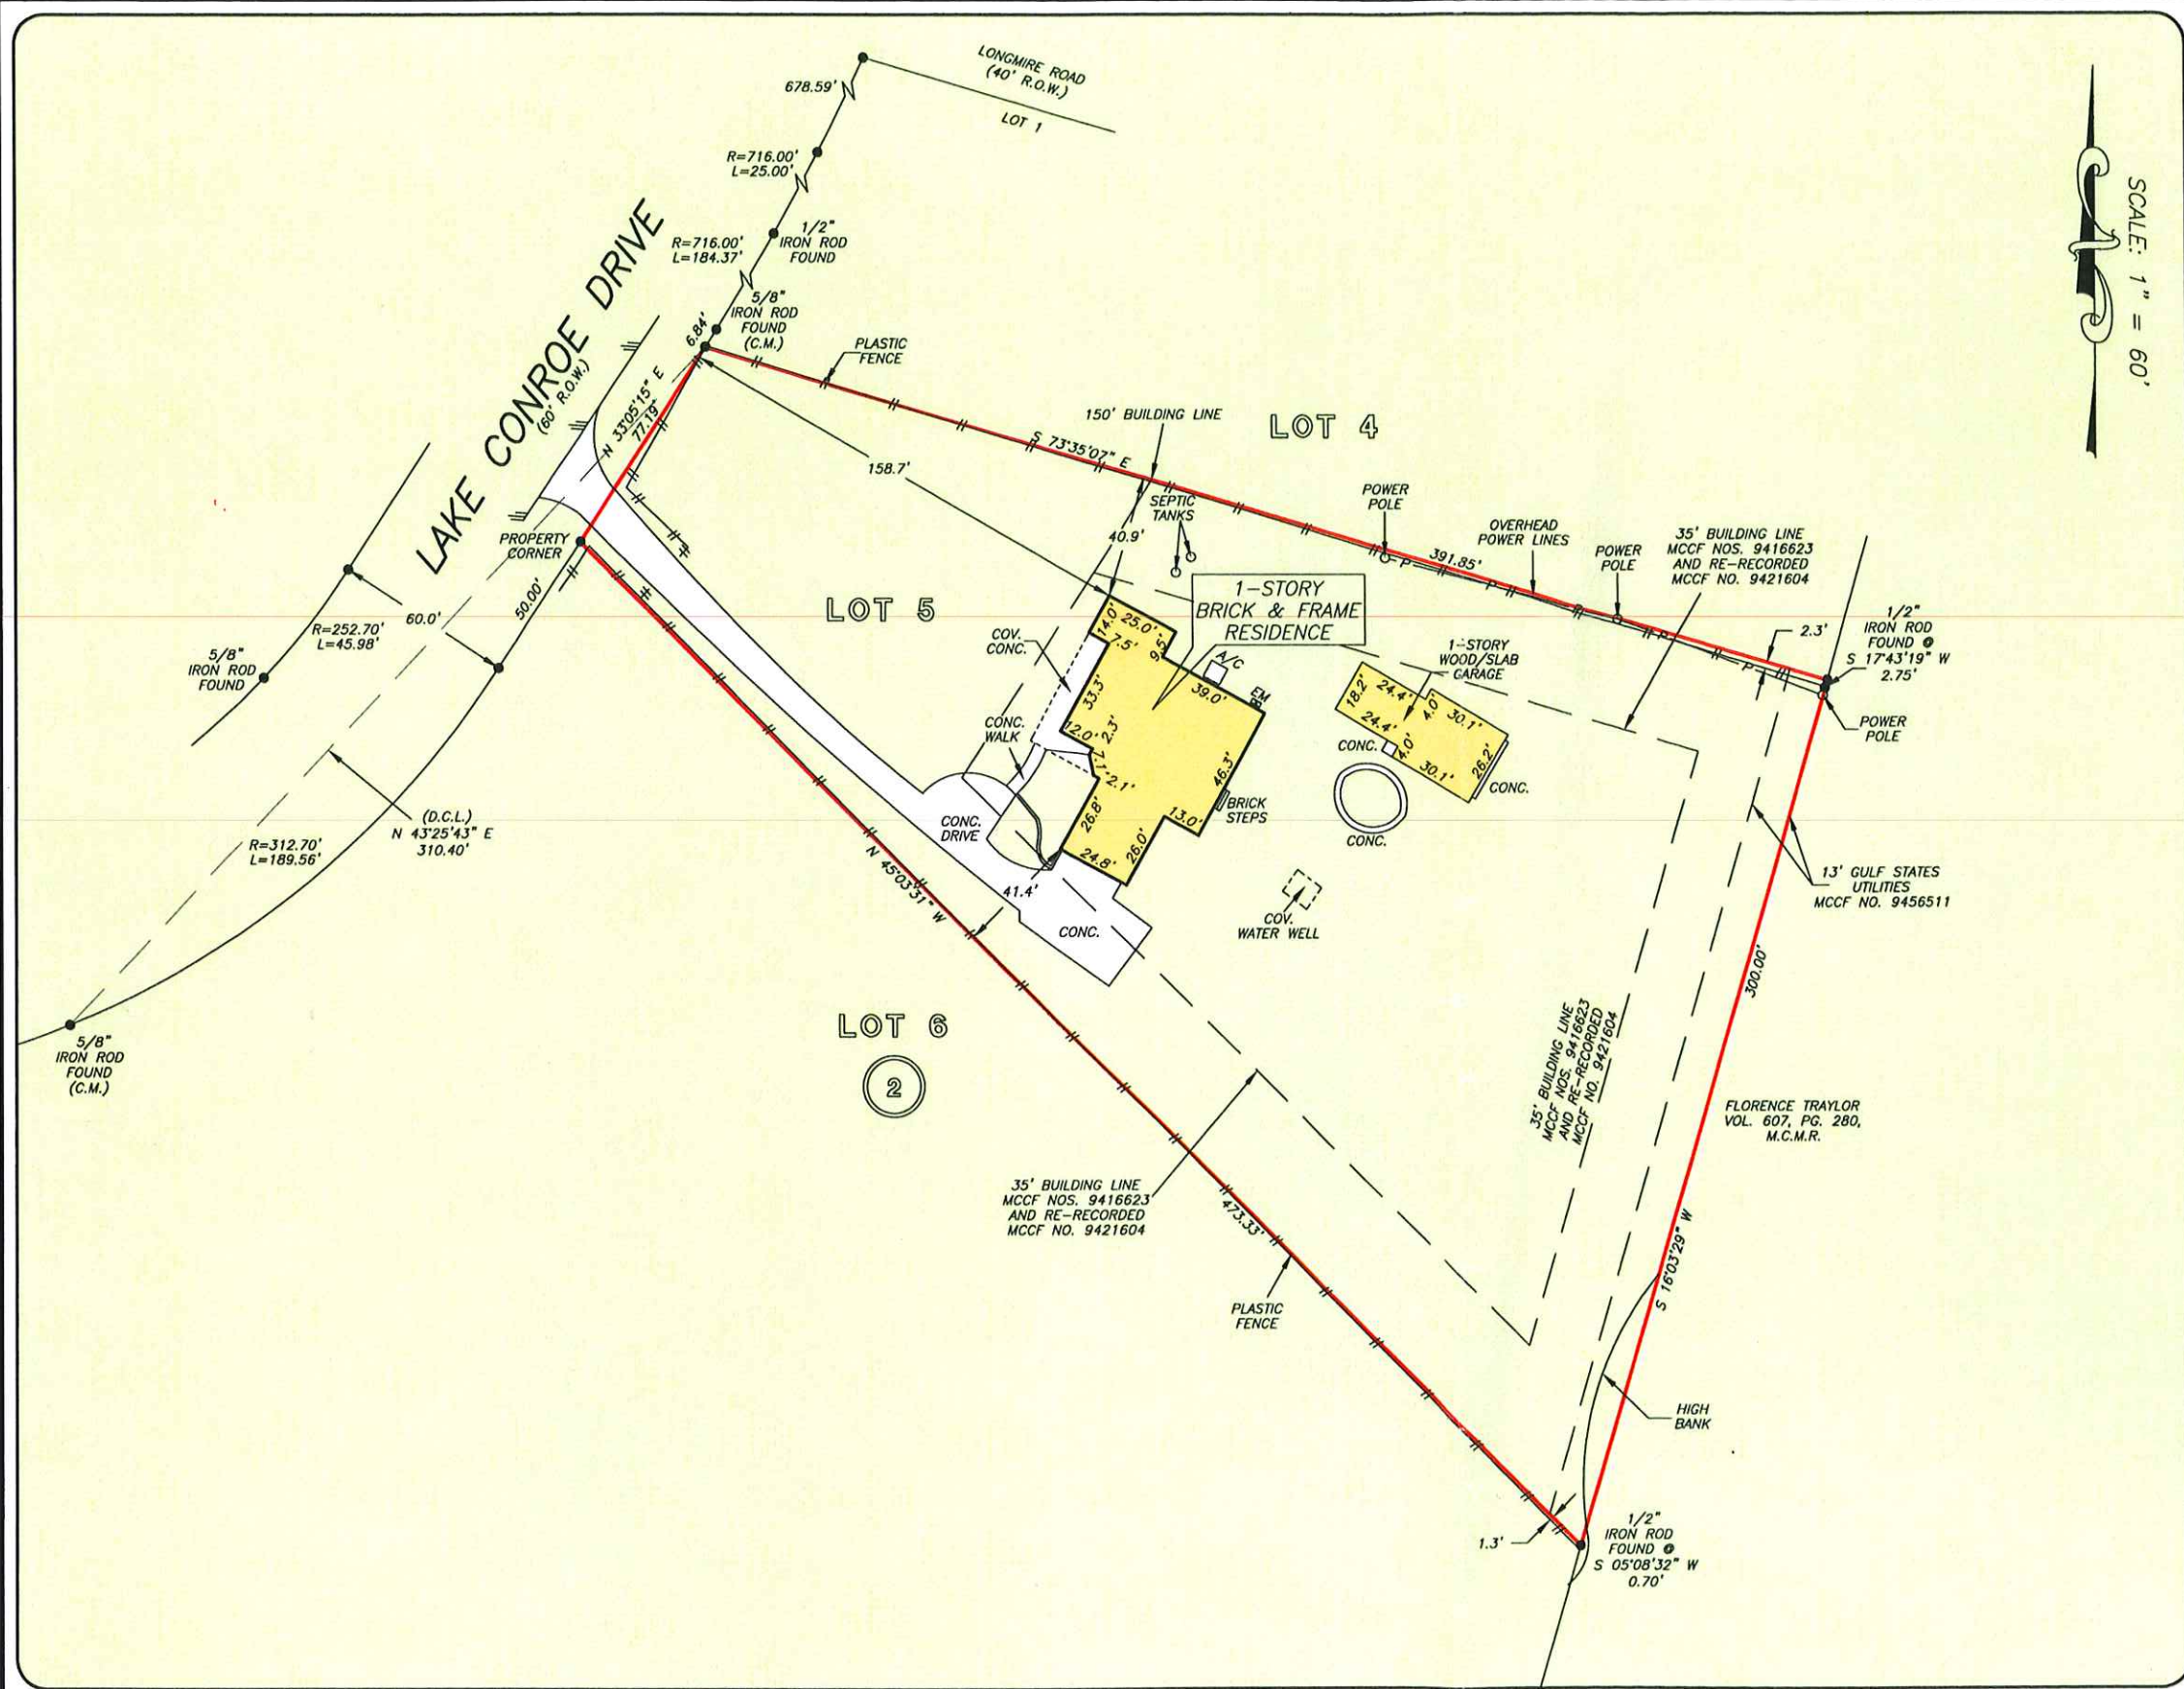 LONGMIRE ROAD
(40' R.O.W.)
LOT 1
678.59'
R=716.00'
L=25.00'
1/2"
IRON ROD
FOUND
R=716.00'
L=184.37'
5/8"
IRON ROD
FOUND
(C.M.)
6.84'
SCALE: 1" = 60'
LAKE CONROE DRIVE
(60' R.O.W.)
N 33°05'15" E
77.19'
PLASTIC
FENCE
150' BUILDING LINE
LOT 4
S 73°35'07" E
391.85'
158.7'
SEPTIC
TANKS
40.9'
POWER
POLE
OVERHEAD
POWER LINES
POWER
POLE
35' BUILDING LINE
MCCF NOS. 9416623
AND RE-RECORDED
MCCF NO. 9421604
2.3'
1/2"
IRON ROD
FOUND @
S 17°43'19" W
2.75'
POWER
POLE
P
P
P
P
PROPERTY
CORNER
50.00'
60.0'
R=252.70'
L=45.98'
5/8"
IRON ROD
FOUND
LOT 5
1-STORY
BRICK & FRAME
RESIDENCE
COV.
CONC.
14.0'
25.0'
7.5'
9.5'
A/C
39.0'
EM
33.3'
12.0'
2.3'
7.1'
2.1'
26.8'
24.8'
26.0'
13.0'
46.3'
BRICK
STEPS
1-STORY
WOOD/SLAB
GARAGE
18.2'
24.4'
4.0'
30.1'
24.4'
4.0'
30.1'
26.2'
CONC.
CONC.
CONC.
CONC.
WALK
CONC.
DRIVE
41.4'
CONC.
COV.
WATER WELL
(D.C.L.)
N 43°25'43" E
310.40'
R=312.70'
L=189.56'
N 45°03'31" W
473.33'
13' GULF STATES
UTILITIES
MCCF NO. 9456511
300.00'
S 16°03'29" W
35' BUILDING LINE
MCCF NOS. 9416623
AND RE-RECORDED
MCCF NO. 9421604
FLORENCE TRAYLOR
VOL. 607, PG. 280,
M.C.M.R.
LOT 6
2
5/8"
IRON ROD
FOUND
(C.M.)
35' BUILDING LINE
MCCF NOS. 9416623
AND RE-RECORDED
MCCF NO. 9421604
PLASTIC
FENCE
HIGH
BANK
1.3'
1/2"
IRON ROD
FOUND @
S 05°08'32" W
0.70'